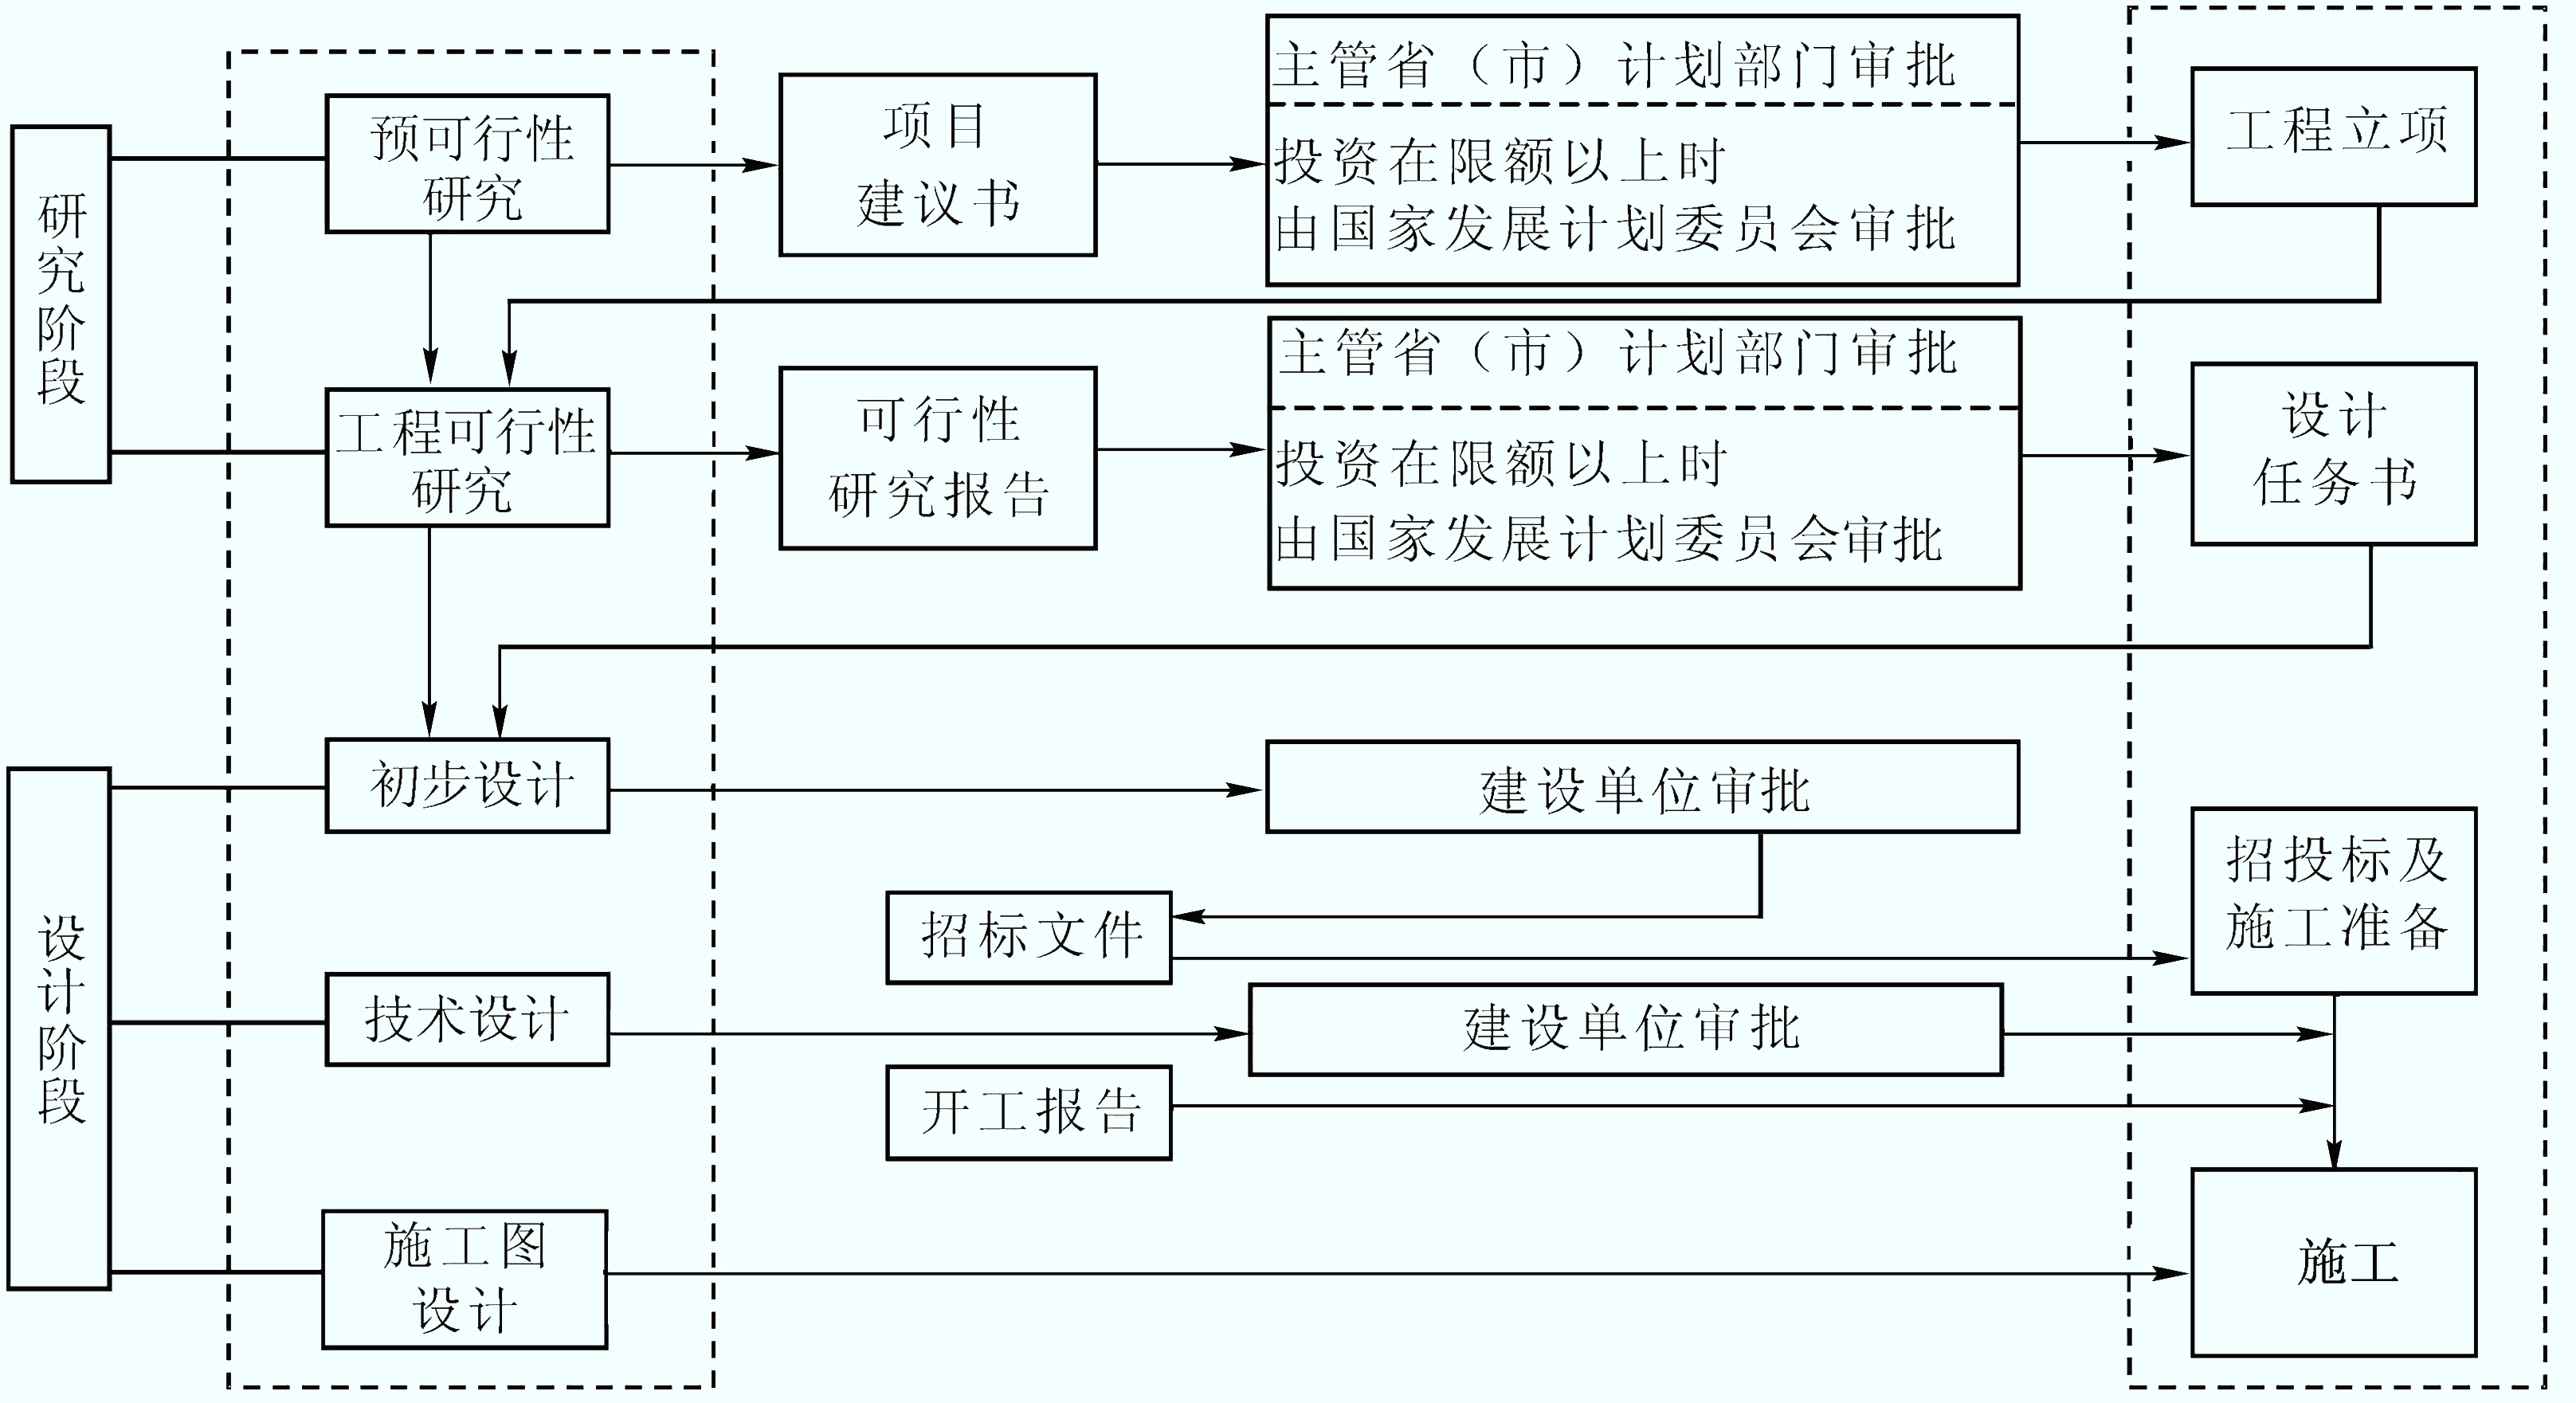 研究阶段
预可行性
研究
项目
建议书
主管省（市）计划部门审批
投资在限额以上时
由国家发展计划委员会审批
工程立项
工程可行性
研究
可行性
研究报告
主管省（市）计划部门审批
投资在限额以上时
由国家发展计划委员会审批
设计
任务书
设计阶段
初步设计
建设单位审批
招标文件
招投标及
施工准备
技术设计
建设单位审批
开工报告
施工图
设计
施工